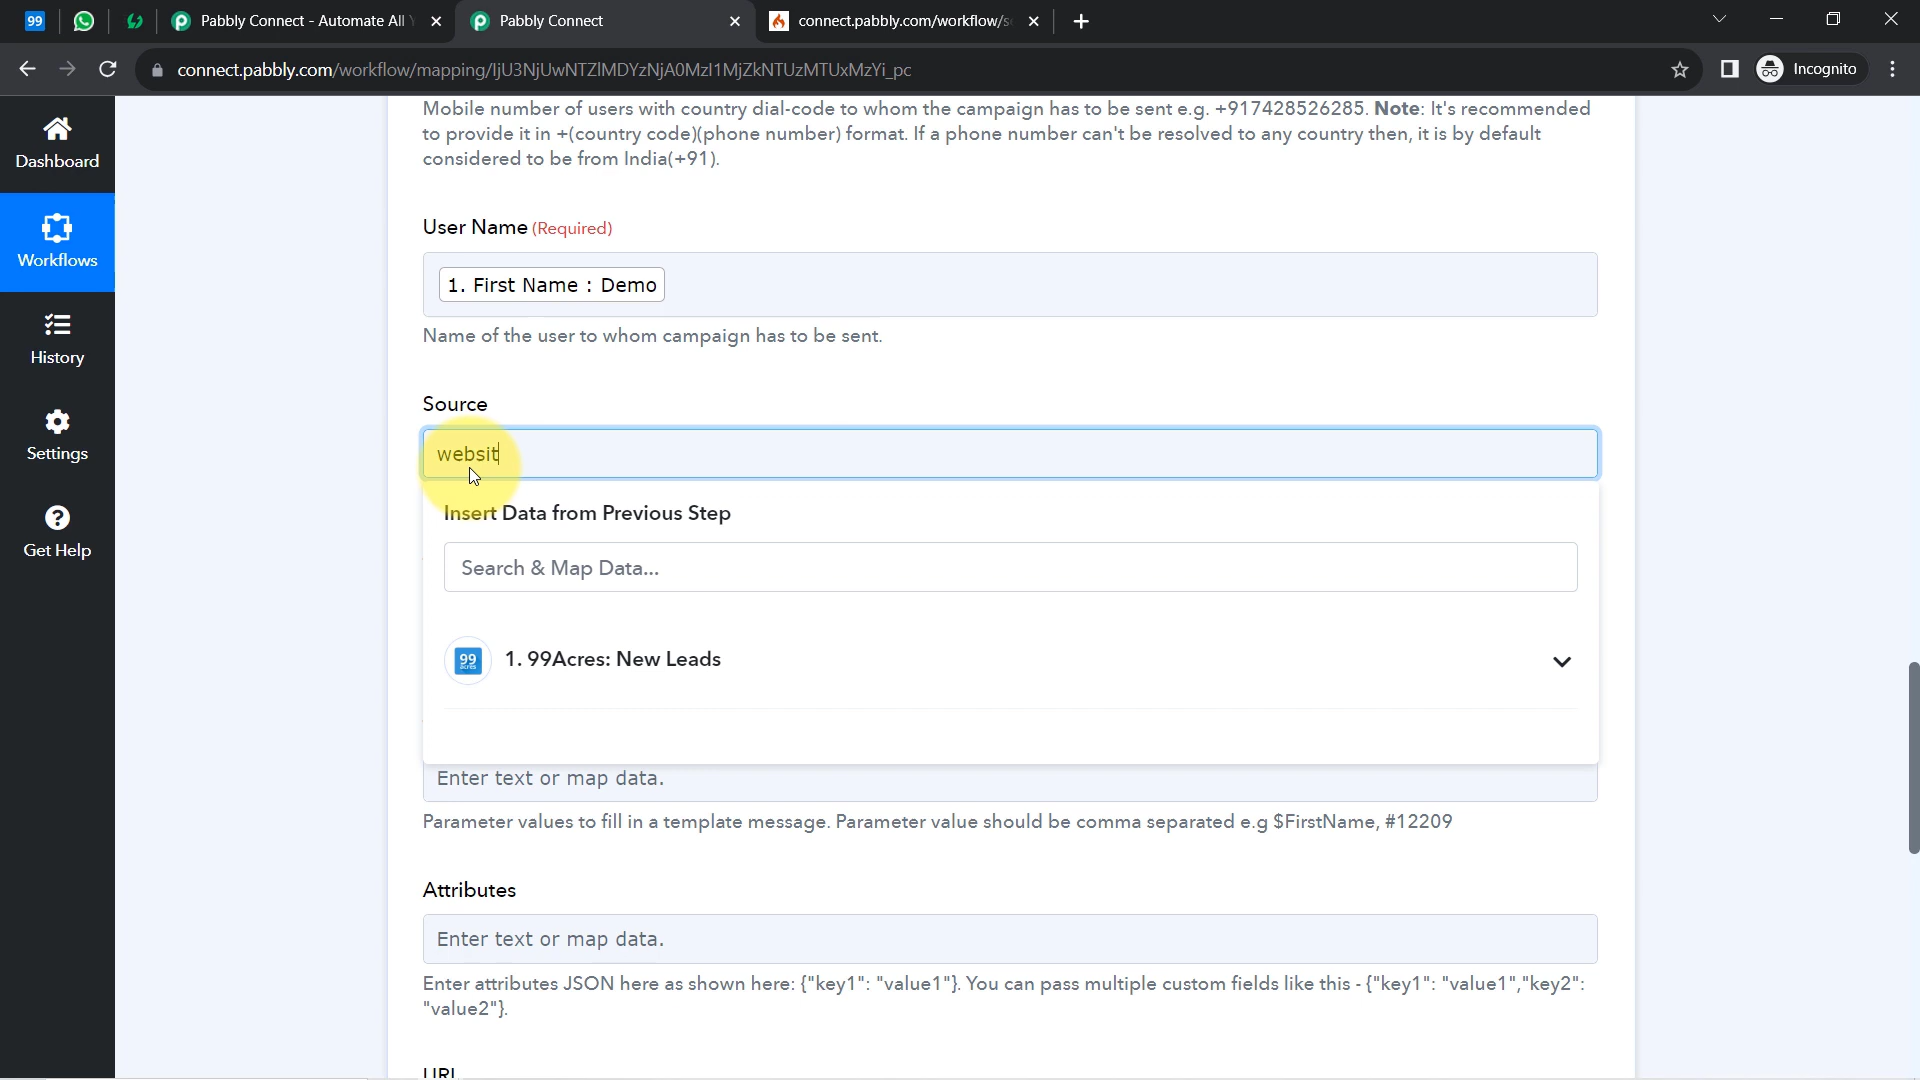 99
Pabbly Connect - Automate All
Pabbly Connect
connect.pabbly.com/workflow/s
connect.pabbly.com/workflow/mapping/IjU3NjUwNTZlMDYzNjA0MzI1MjZkNTUzMTUxMzYi_pc
Incognito
Dashboard
Workflows
History
Settings
Get Help
Mobile number of users with country dial-code to whom the campaign has to be sent e.g. +917428526285. Note: It's recommended
to provide it in +(country code)(phone number) format. If a phone number can't be resolved to any country then, it is by default
considered to be from India(+91).
User Name (Required)
1. First Name : Demo
Name of the user to whom campaign has to be sent.
Source
websit
Insert Data from Previous Step
Search & Map Data...
99
acres
1. 99Acres: New Leads
Enter text or map data.
Parameter values to fill in a template message. Parameter value should be comma separated e.g $FirstName, #12209
Attributes
Enter text or map data.
Enter attributes JSON here as shown here: {"key1": "value1"}. You can pass multiple custom fields like this - {"key1": "value1","key2":
"value2"}.
URL